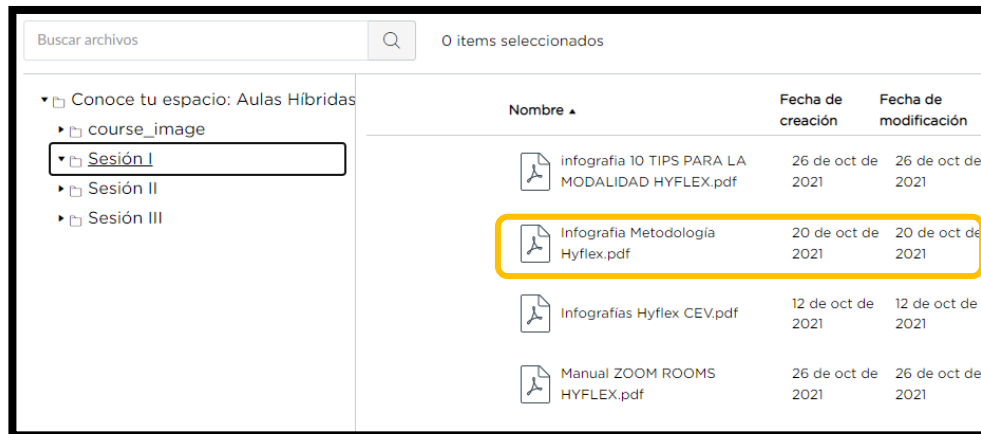 Buscar archivos
0 items seleccionados
Conoce tu espacio: Aulas Híbridas
course_image
Sesión I
Sesión II
Sesión III
Nombre
Fecha de
creación
Fecha de
modificación
infografia 10 TIPS PARA LA
MODALIDAD HYFLEX.pdf
26 de oct de
2021
26 de oct de
2021
Infografia Metodología
Hyflex.pdf
20 de oct de
2021
20 de oct de
2021
Infografías Hyflex CEV.pdf
12 de oct de
2021
12 de oct de
2021
Manual ZOOM ROOMS
HYFLEX.pdf
26 de oct de
2021
26 de oct de
2021